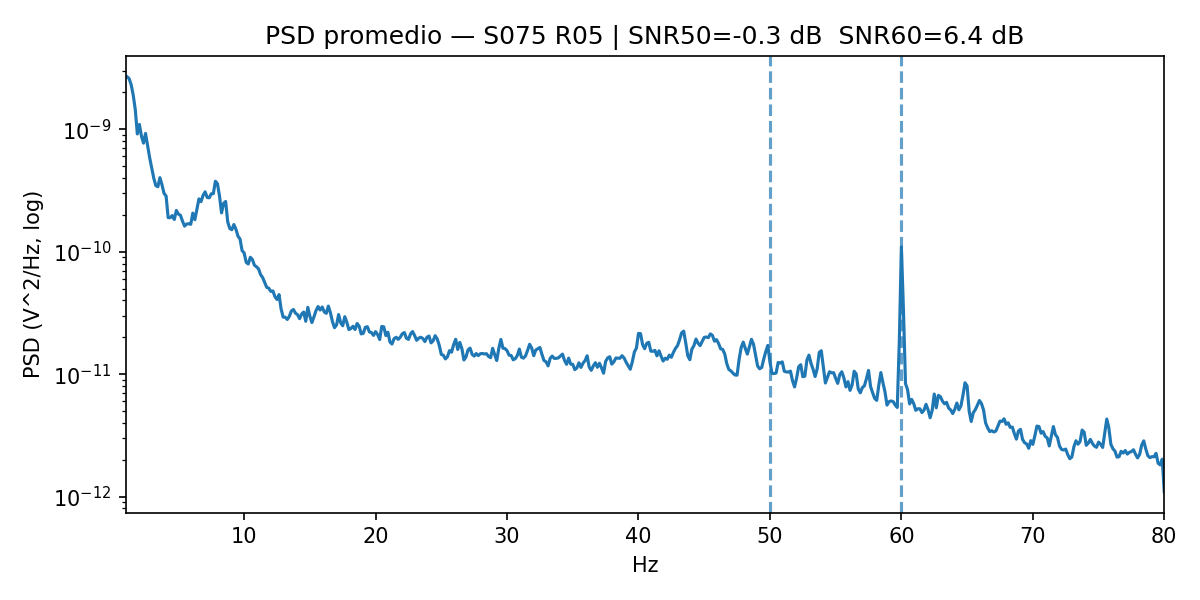 PSD promedio — S075 R05 | SNR50=-0.3 dB  SNR60=6.4 dB
PSD (V^2/Hz, log)
10⁻⁹
10⁻¹⁰
10⁻¹¹
10⁻¹²
10 20 30 40 50 60 70 80
Hz